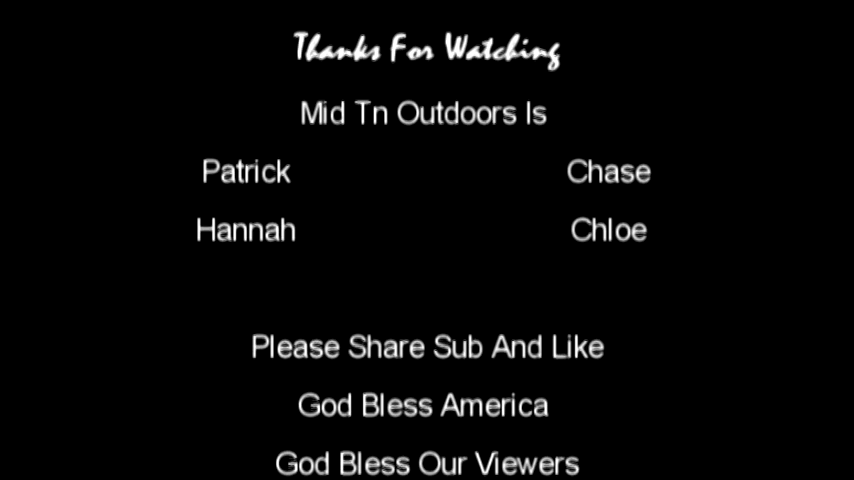 Thanks For Watching
Mid Tn Outdoors Is
Patrick Chase
Hannah Chloe
Please Share Sub And Like
God Bless America
God Bless Our Viewers